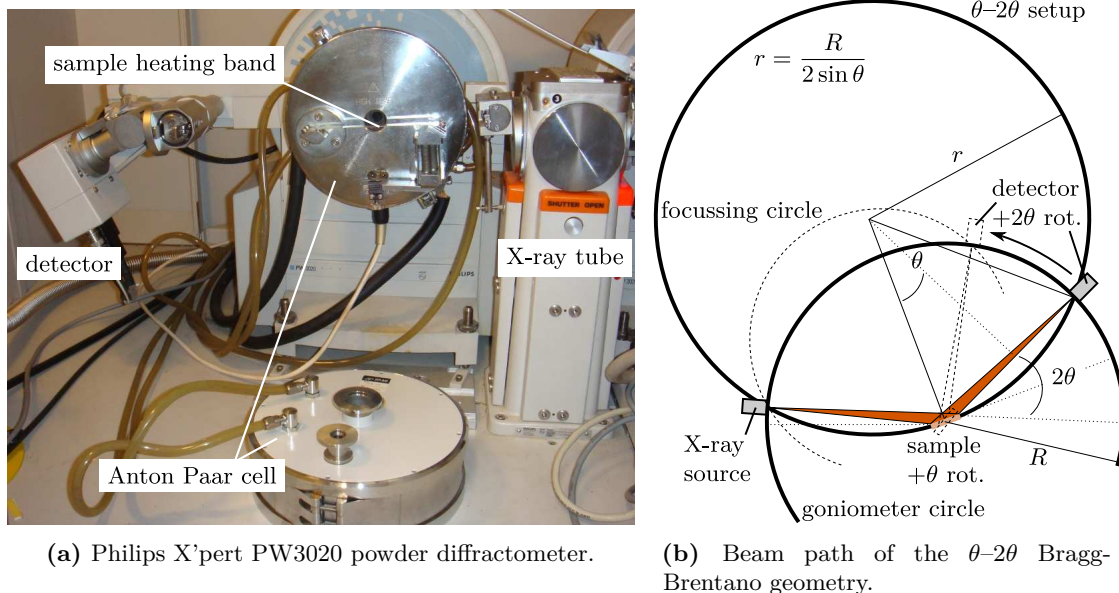 sample heating band
detector
X-ray tube
SHUTTER OPEN
3
PW3020
PHILIPS
Anton Paar cell
θ–2θ setup
r = R / 2 sin θ
r
detector
+2θ rot.
focussing circle
θ
2θ
X-ray
source
sample
+θ rot.
R
goniometer circle
(a) Philips X'pert PW3020 powder diffractometer.
(b) Beam path of the θ–2θ Bragg-
Brentano geometry.